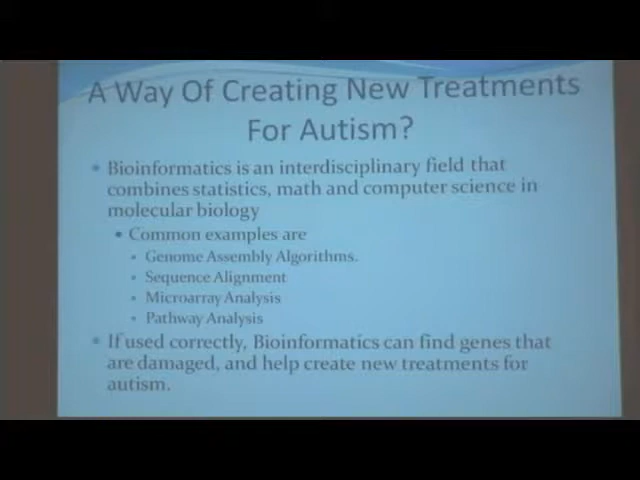 A Way Of Creating New Treatments
For Autism?
• Bioinformatics is an interdisciplinary field that
combines statistics, math and computer science in
molecular biology
• Common examples are
• Genome Assembly Algorithms.
• Sequence Alignment
• Microarray Analysis
• Pathway Analysis
• If used correctly, Bioinformatics can find genes that
are damaged, and help create new treatments for
autism.